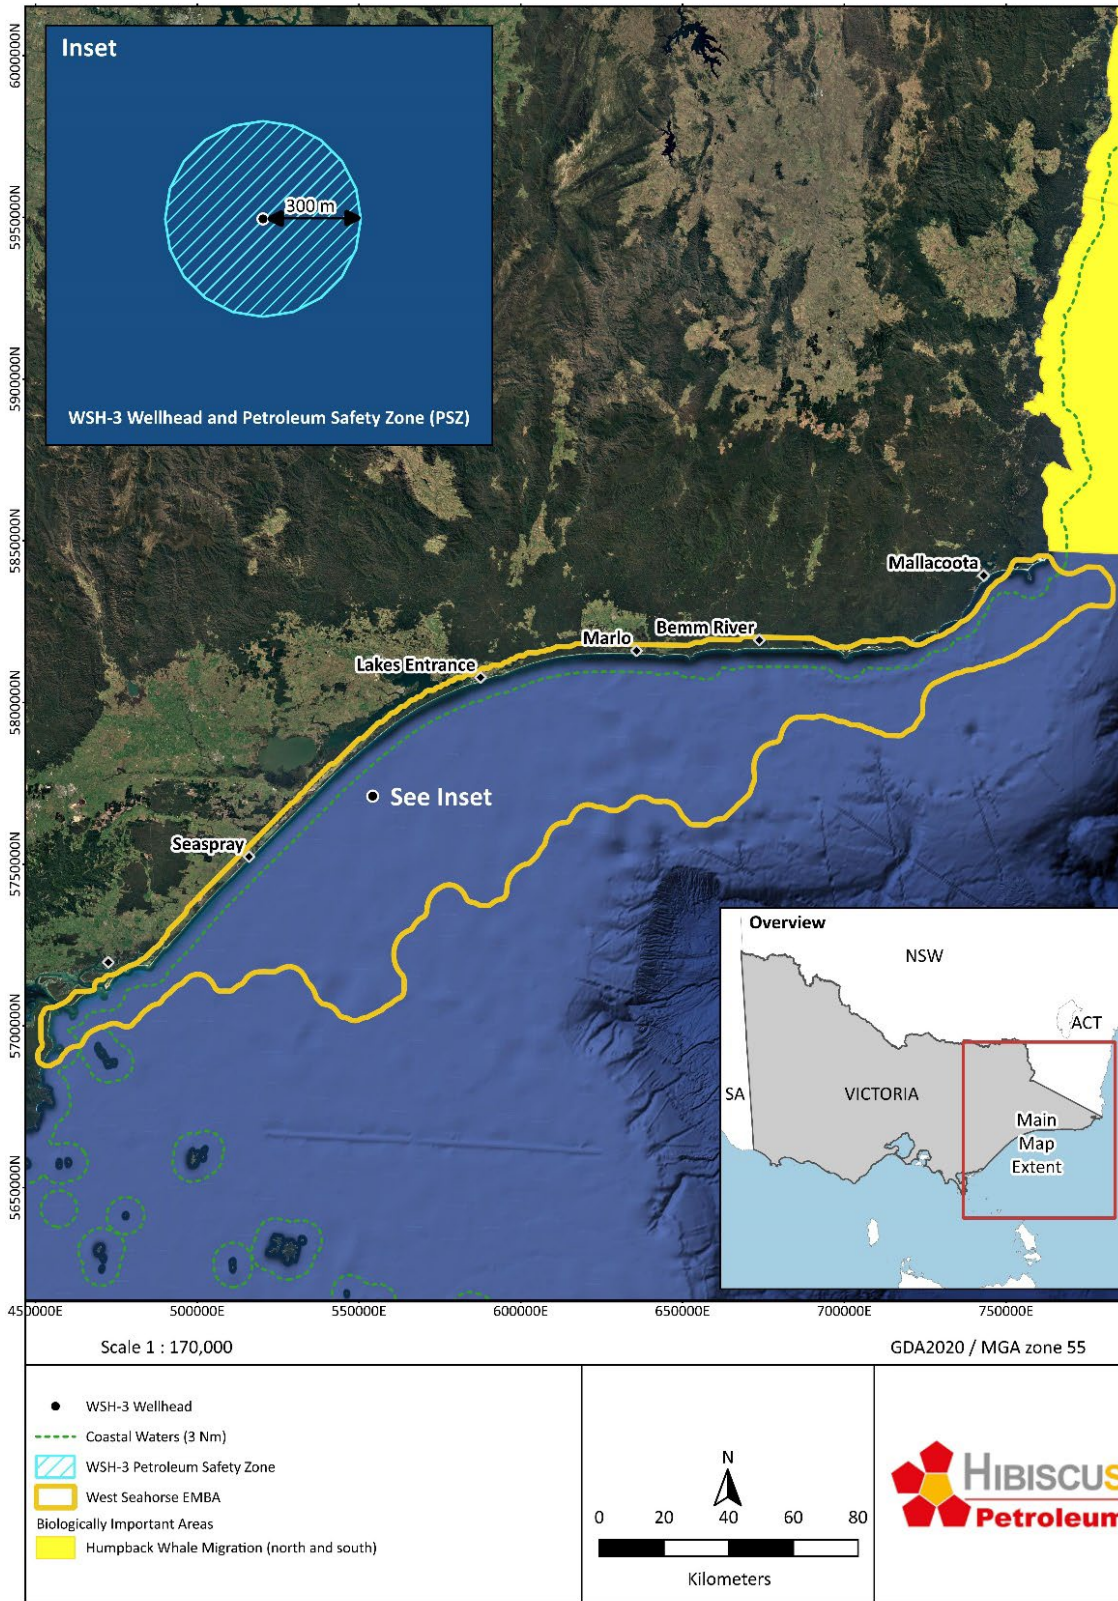 Inset
300 m
WSH-3 Wellhead and Petroleum Safety Zone (PSZ)
6000000N
5950000N
5900000N
5850000N
5800000N
5750000N
5700000N
5650000N
Mallacoota
Bemm River
Marlo
Lakes Entrance
See Inset
Seaspray
Overview
NSW
ACT
SA
VICTORIA
Main
Map
Extent
450000E
500000E
550000E
600000E
650000E
700000E
750000E
Scale 1 : 170,000
GDA2020 / MGA zone 55
WSH-3 Wellhead
Coastal Waters (3 Nm)
WSH-3 Petroleum Safety Zone
West Seahorse EMBA
Biologically Important Areas
Humpback Whale Migration (north and south)
N
0 20 40 60 80
Kilometers
HIBISCUS
Petroleum